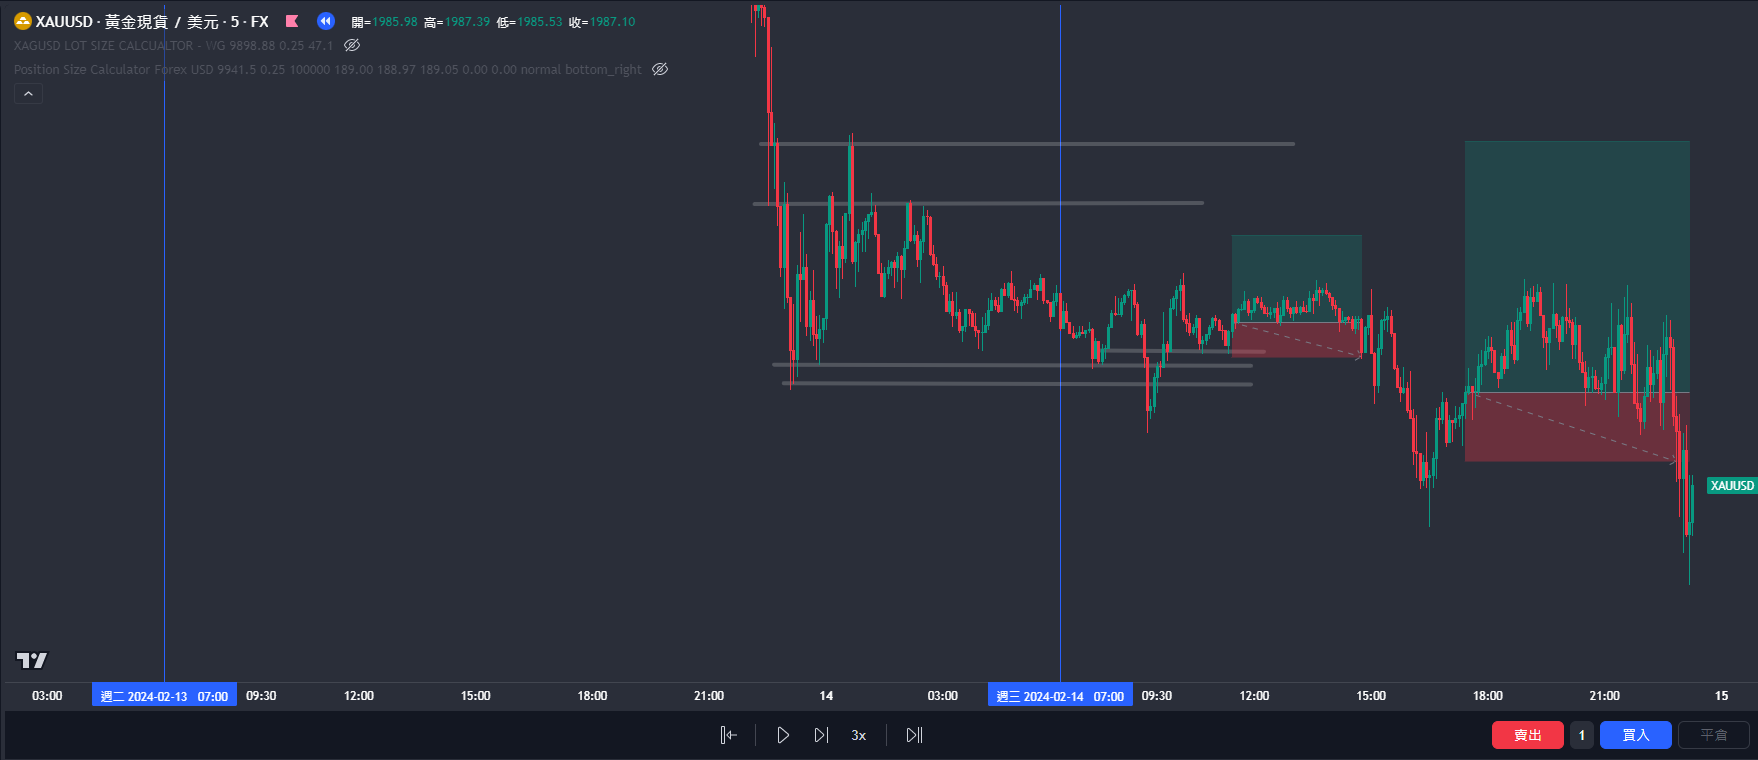 XAUUSD · 黃金現貨 / 美元 · 5 · FX 開=1985.98 高=1987.39 低=1985.53 收=1987.10
XAGUSD LOT SIZE CALCUALTOR - WG 9898.88 0.25 47.1
Position Size Calculator Forex USD 9941.5 0.25 100000 189.00 188.97 189.05 0.00 0.00 normal bottom_right
XAUUSD
03:00 週二 2024-02-13 07:00 09:30 12:00 15:00 18:00 21:00 14 03:00 週三 2024-02-14 07:00 09:30 12:00 15:00 18:00 21:00 15
3x 賣出 1 買入 平倉